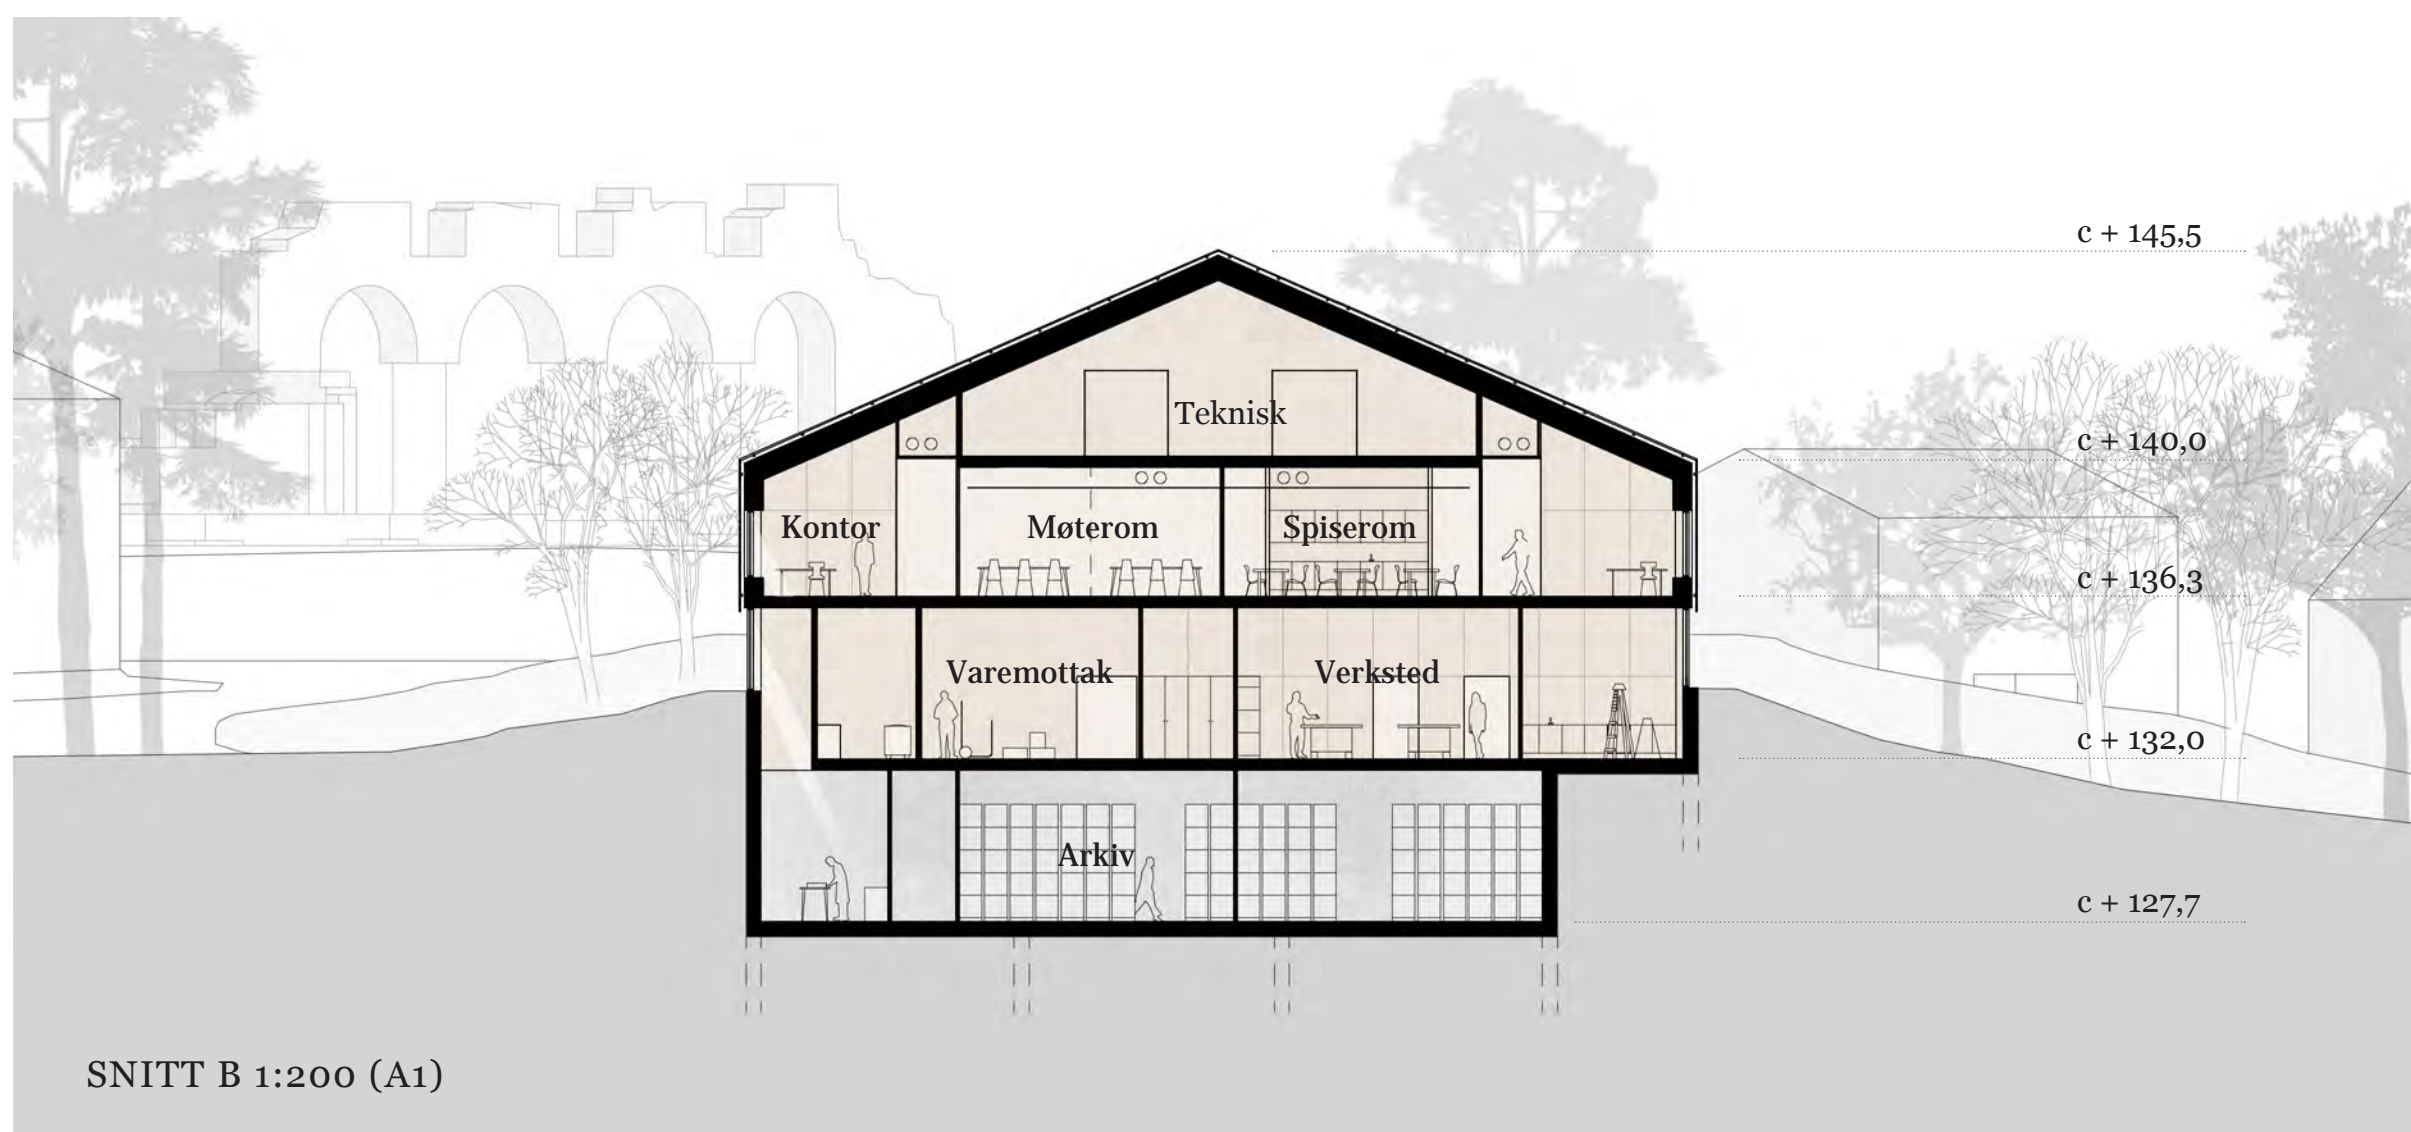 c + 145,5
Teknisk
c + 140,0
Kontor
Møterom
Spiserom
c + 136,3
Varemottak
Verksted
c + 132,0
Arkiv
c + 127,7
SNITT B 1:200 (A1)